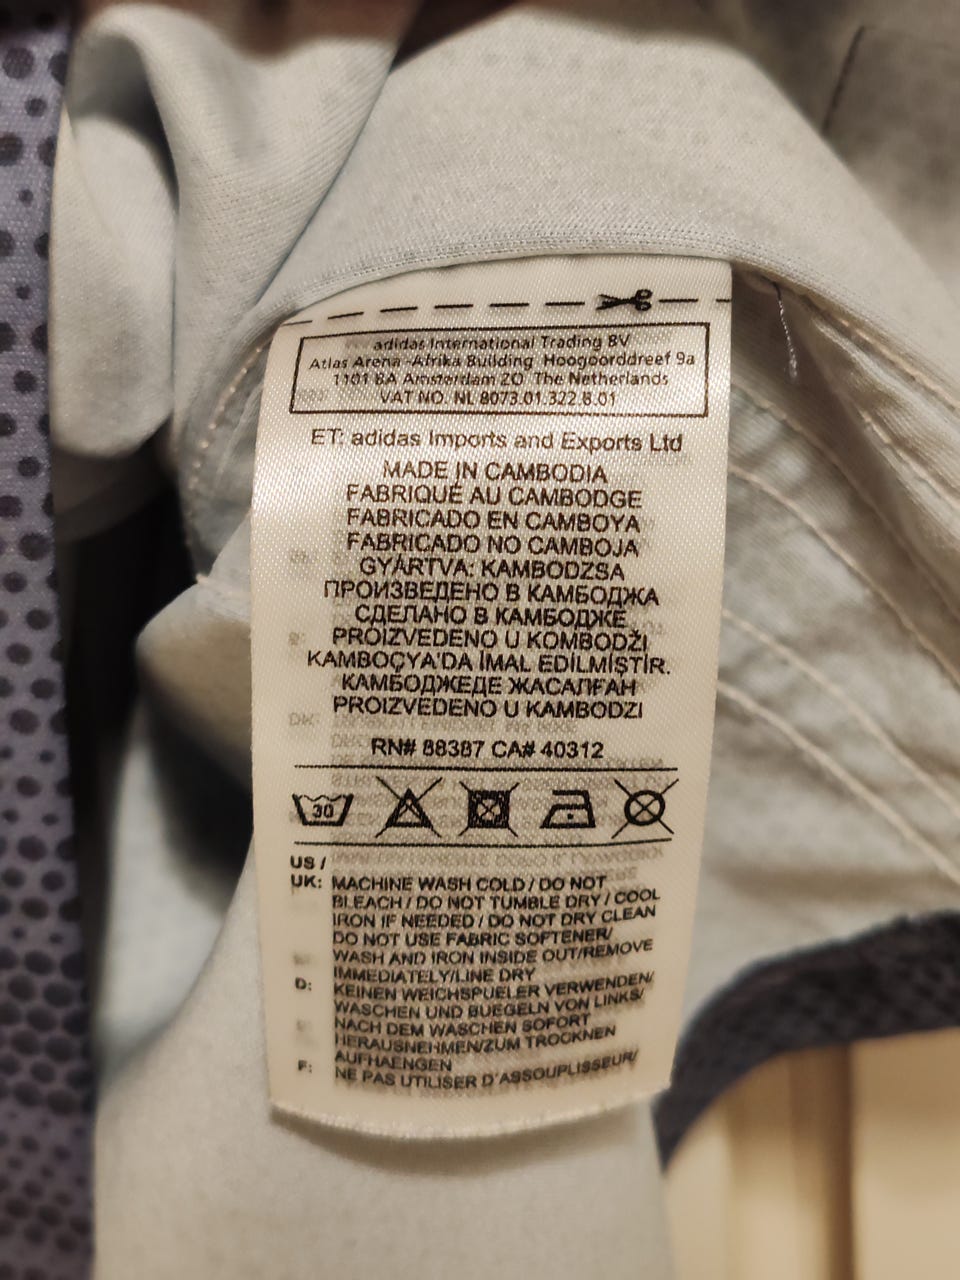 adidas International Trading BV
Atlas Arena -Afrika Building Hoogoorddreef 9a
1101 BA Amsterdam ZO The Netherlands
VAT NO. NL 8073.01.322.B.01
ET: adidas Imports and Exports Ltd
MADE IN CAMBODIA
FABRIQUÉ AU CAMBODGE
FABRICADO EN CAMBOYA
FABRICADO NO CAMBOJA
GYÁRTVA: KAMBODZSA
ПРОИЗВЕДЕНО В КАМБОДЖА
СДЕЛАНО В КАМБОДЖЕ
PROIZVEDENO U KOMBODŽI
KAMBOÇYA'DA İMAL EDİLMİŞTİR.
КАМБОДЖЕДЕ ЖАСАЛҒАН
PROIZVEDENO U KAMBODZI
RN# 88387 CA# 40312
30
US /
UK: MACHINE WASH COLD / DO NOT
BLEACH / DO NOT TUMBLE DRY / COOL
IRON IF NEEDED / DO NOT DRY CLEAN
DO NOT USE FABRIC SOFTENER/
WASH AND IRON INSIDE OUT/REMOVE
IMMEDIATELY/LINE DRY
D: KEINEN WEICHSPUELER VERWENDEN/
WASCHEN UND BUEGELN VON LINKS/
NACH DEM WASCHEN SOFORT
HERAUSNEHMEN/ZUM TROCKNEN
AUFHAENGEN
F: NE PAS UTILISER D'ASSOUPLISSEUR/